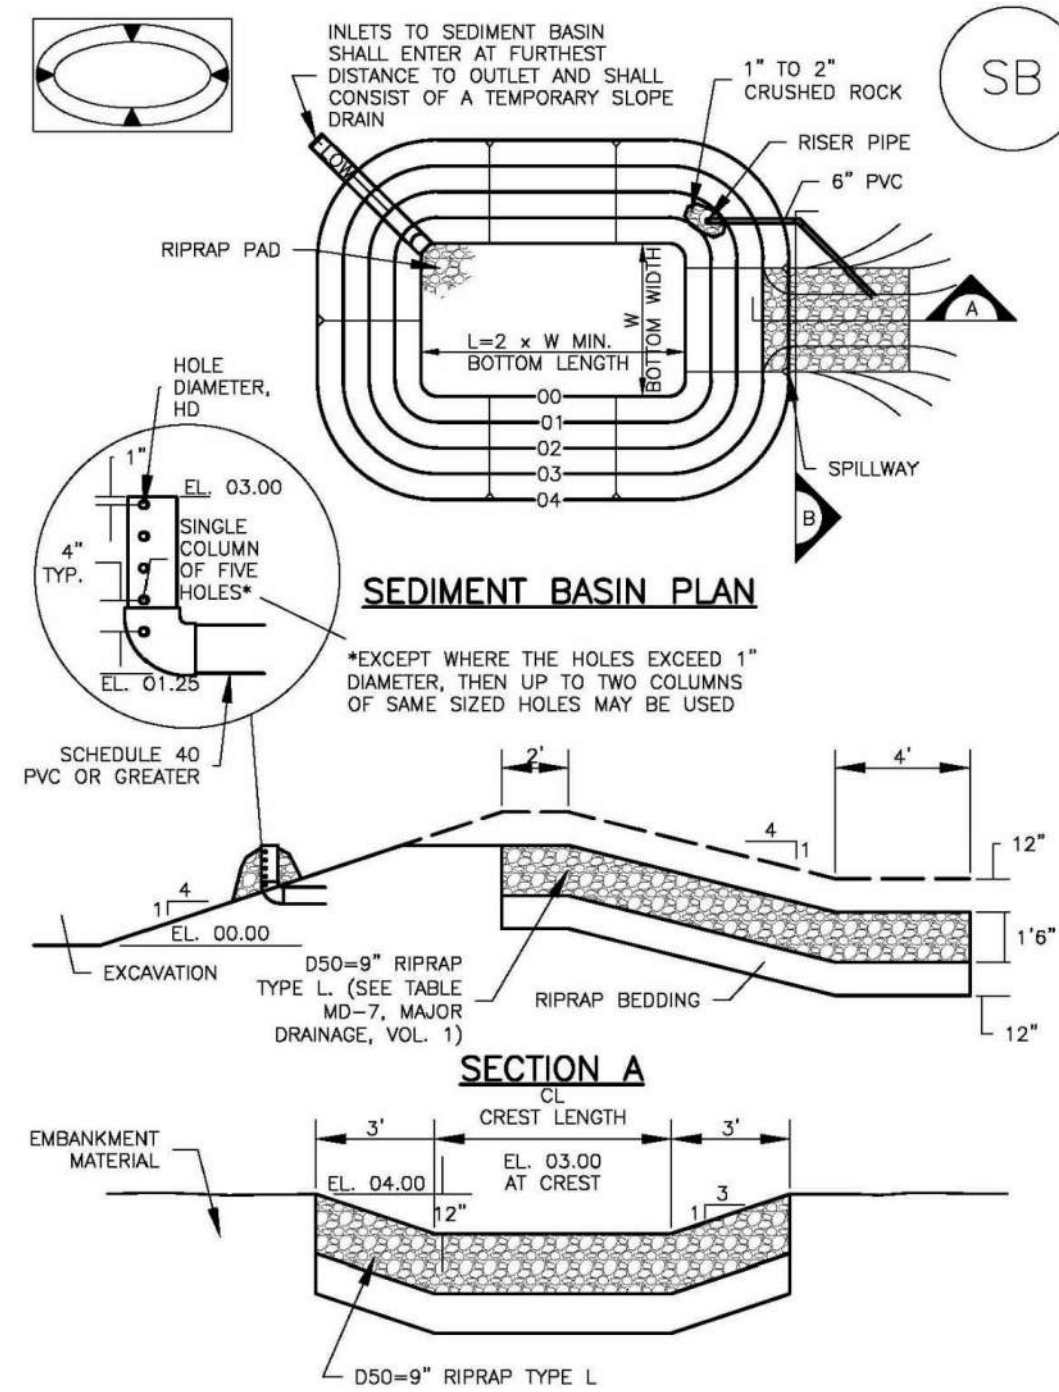 INLETS TO SEDIMENT BASIN
SHALL ENTER AT FURTHEST
DISTANCE TO OUTLET AND SHALL
CONSIST OF A TEMPORARY SLOPE
DRAIN
1" TO 2"
CRUSHED ROCK
SB
RISER PIPE
6" PVC
FLOW
RIPRAP PAD
W
BOTTOM WIDTH
L=2 x W MIN.
BOTTOM LENGTH
A
00
01
02
03
04
SPILLWAY
B
HOLE
DIAMETER,
HD
1"
EL. 03.00
SINGLE
COLUMN
OF FIVE
HOLES*
4"
TYP.
EL. 01.25
SCHEDULE 40
PVC OR GREATER
SEDIMENT BASIN PLAN
*EXCEPT WHERE THE HOLES EXCEED 1"
DIAMETER, THEN UP TO TWO COLUMNS
OF SAME SIZED HOLES MAY BE USED
2'
4'
4
1
12"
4
1
EL. 00.00
1'6"
EXCAVATION
D50=9" RIPRAP
TYPE L. (SEE TABLE
MD-7, MAJOR
DRAINAGE, VOL. 1)
RIPRAP BEDDING
12"
SECTION A
CL
CREST LENGTH
3'
3'
EMBANKMENT
MATERIAL
EL. 04.00
EL. 03.00
AT CREST
12"
3
1
D50=9" RIPRAP TYPE L